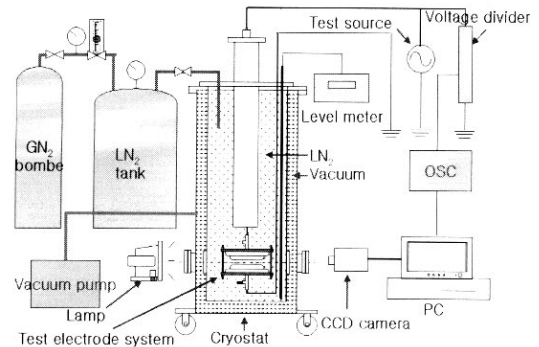 Test source
Voltage divider
Level meter
GN₂
bombe
LN₂
tank
LN₂
Vacuum
OSC
Vacuum pump
Lamp
Test electrode system
Cryostat
CCD camera
PC